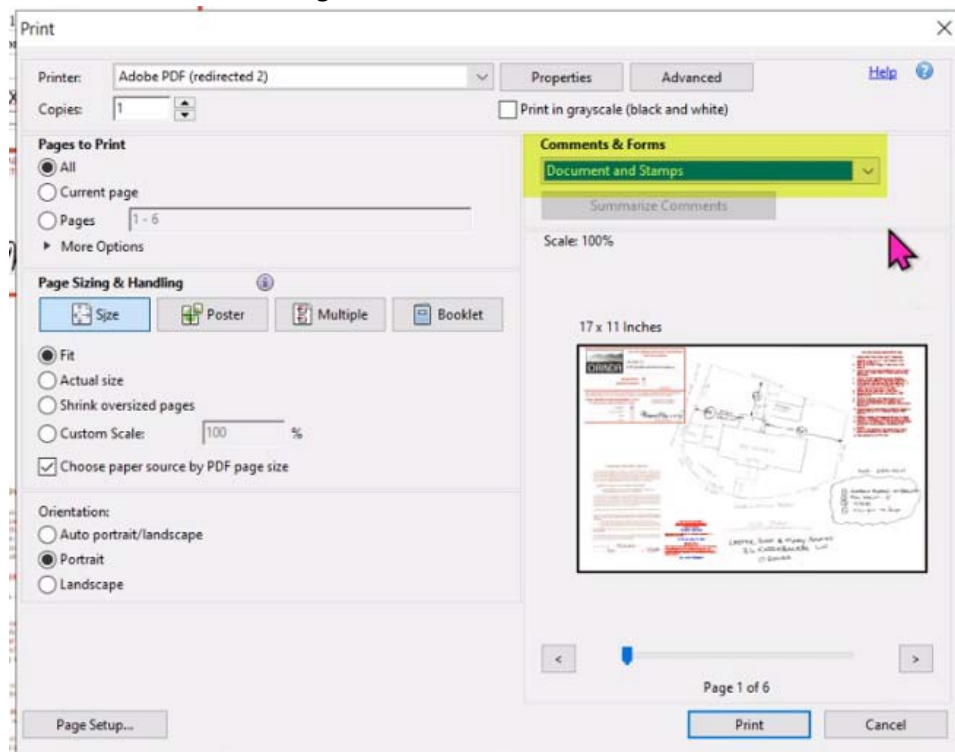 Print
Printer: Adobe PDF (redirected 2) Properties Advanced Help
Copies: 1 Print in grayscale (black and white)
Pages to Print
All
Current page
Pages 1 - 6
More Options
Comments & Forms
Document and Stamps
Summarize Comments
Scale: 100%
Page Sizing & Handling
Size Poster Multiple Booklet
Fit
Actual size
Shrink oversized pages
Custom Scale: 100 %
Choose paper source by PDF page size
Orientation:
Auto portrait/landscape
Portrait
Landscape
17 x 11 Inches
ORINDA
< >
Page 1 of 6
Page Setup... Print Cancel